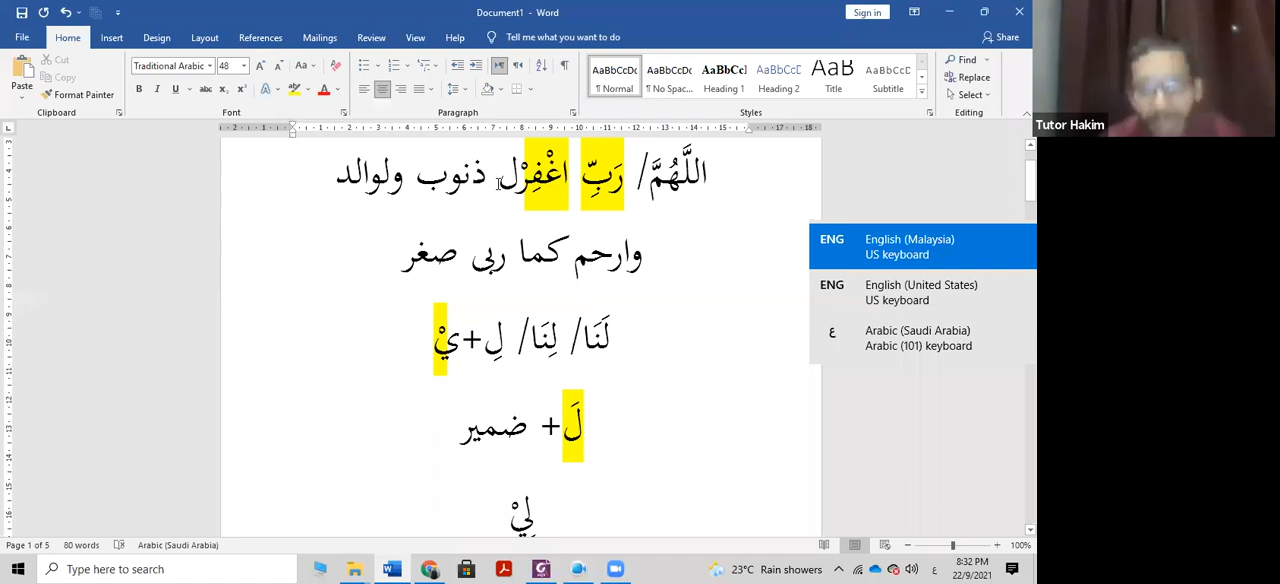 Document1 - Word
Sign in
File Home Insert Design Layout References Mailings Review View Help Tell me what you want to do Share
Cut
Copy
Format Painter
Paste
Clipboard
Traditional Arabic 48
Font
Paragraph
AaBbCcDc AaBbCcDc AaBbCc AaBbCcD AaB AaBbCcD
¶ Normal ¶ No Spac... Heading 1 Heading 2 Title Subtitle
Styles
Find
Replace
Select
Editing
Tutor Hakim
اللَّهُمَّ/ رَبِّ اغْفِرْل ذنوب ولوالد
وارحم كما ربى صغر
لَنَا/ لِنَا/ لِ+يْ
لَ+ ضمير
لِيْ
ENG English (Malaysia)
US keyboard
ENG English (United States)
US keyboard
ع Arabic (Saudi Arabia)
Arabic (101) keyboard
Page 1 of 5 80 words Arabic (Saudi Arabia) 100%
Type here to search
23°C Rain showers
ع
8:32 PM
22/9/2021